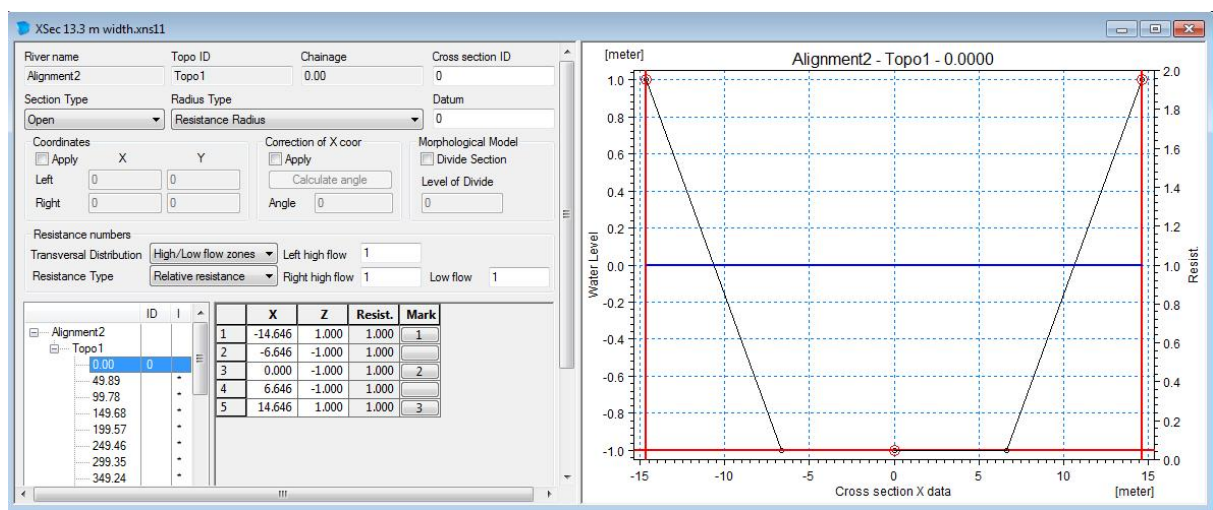 XSec 13.3 m width.xns11
River name Topo ID Chainage Cross section ID
Alignment2 Topo1 0.00 0
Section Type Radius Type Datum
Open Resistance Radius 0
Coordinates Correction of X coor Morphological Model
Apply X Y Apply Divide Section
Left 0 0 Calculate angle Level of Divide
Right 0 0 Angle 0 0
Resistance numbers
Transversal Distribution High/Low flow zones Left high flow 1
Resistance Type Relative resistance Right high flow 1 Low flow 1
ID I
Alignment2
Topo1
0.00 0
49.89 *
99.78 *
149.68 *
199.57 *
249.46 *
299.35 *
349.24 *
X Z Resist. Mark
1 -14.646 1.000 1.000 1
2 -6.646 -1.000 1.000
3 0.000 -1.000 1.000 2
4 6.646 -1.000 1.000
5 14.646 1.000 1.000 3
[meter] Alignment2 - Topo1 - 0.0000
Water Level
1.0
0.8
0.6
0.4
0.2
0.0
-0.2
-0.4
-0.6
-0.8
-1.0
2.0
1.8
1.6
1.4
1.2
1.0
0.8
0.6
0.4
0.2
0.0
Resist.
-15 -10 -5 0 5 10 15
Cross section X data [meter]